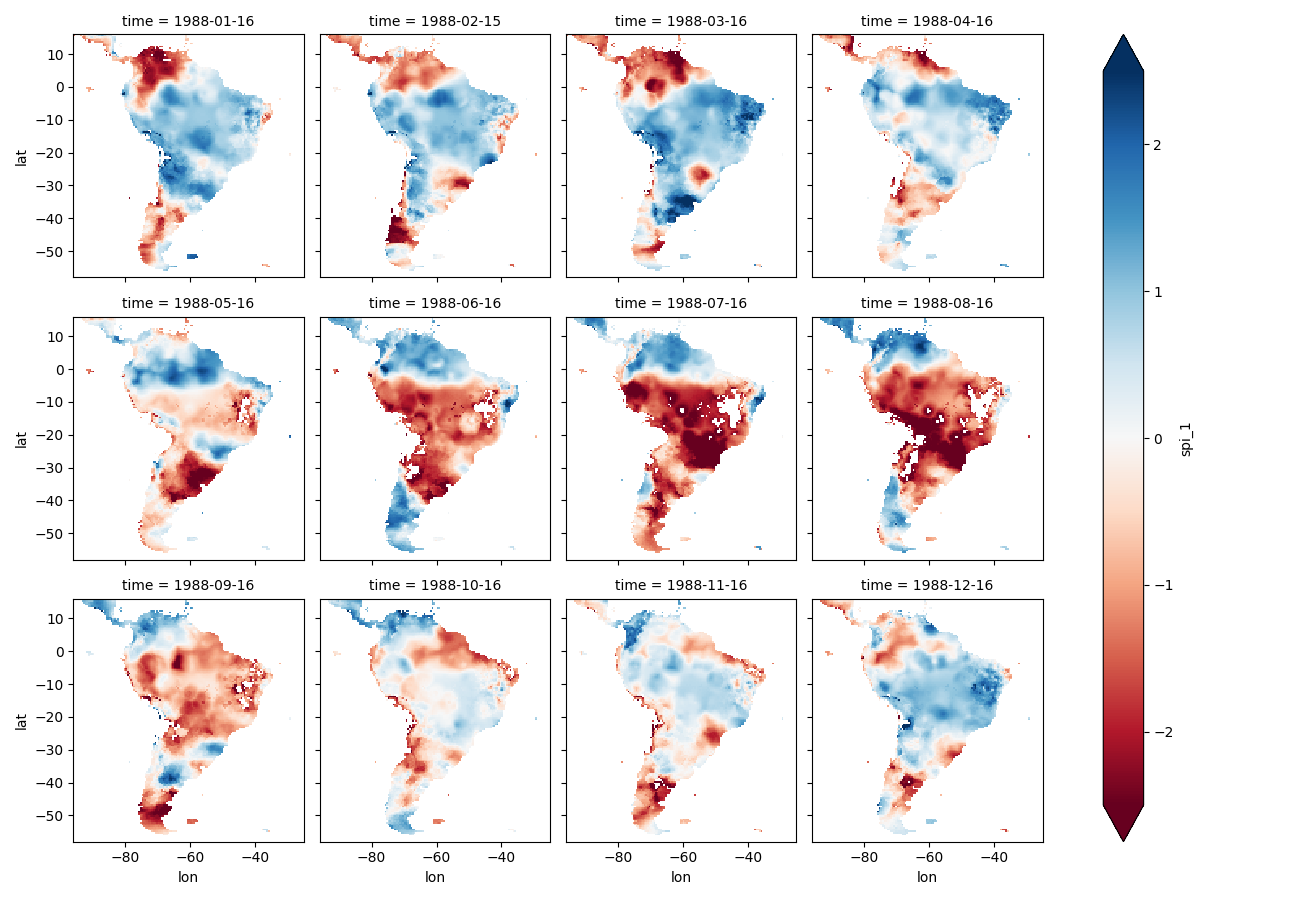 time = 1988-01-16
time = 1988-02-15
time = 1988-03-16
time = 1988-04-16
10
0
−10
−20
−30
−40
−50
lat
time = 1988-05-16
time = 1988-06-16
time = 1988-07-16
time = 1988-08-16
10
0
−10
−20
−30
−40
−50
lat
time = 1988-09-16
time = 1988-10-16
time = 1988-11-16
time = 1988-12-16
10
0
−10
−20
−30
−40
−50
lat
−80 −60 −40
lon
−80 −60 −40
lon
−80 −60 −40
lon
−80 −60 −40
lon
2
1
0
−1
−2
spi_1